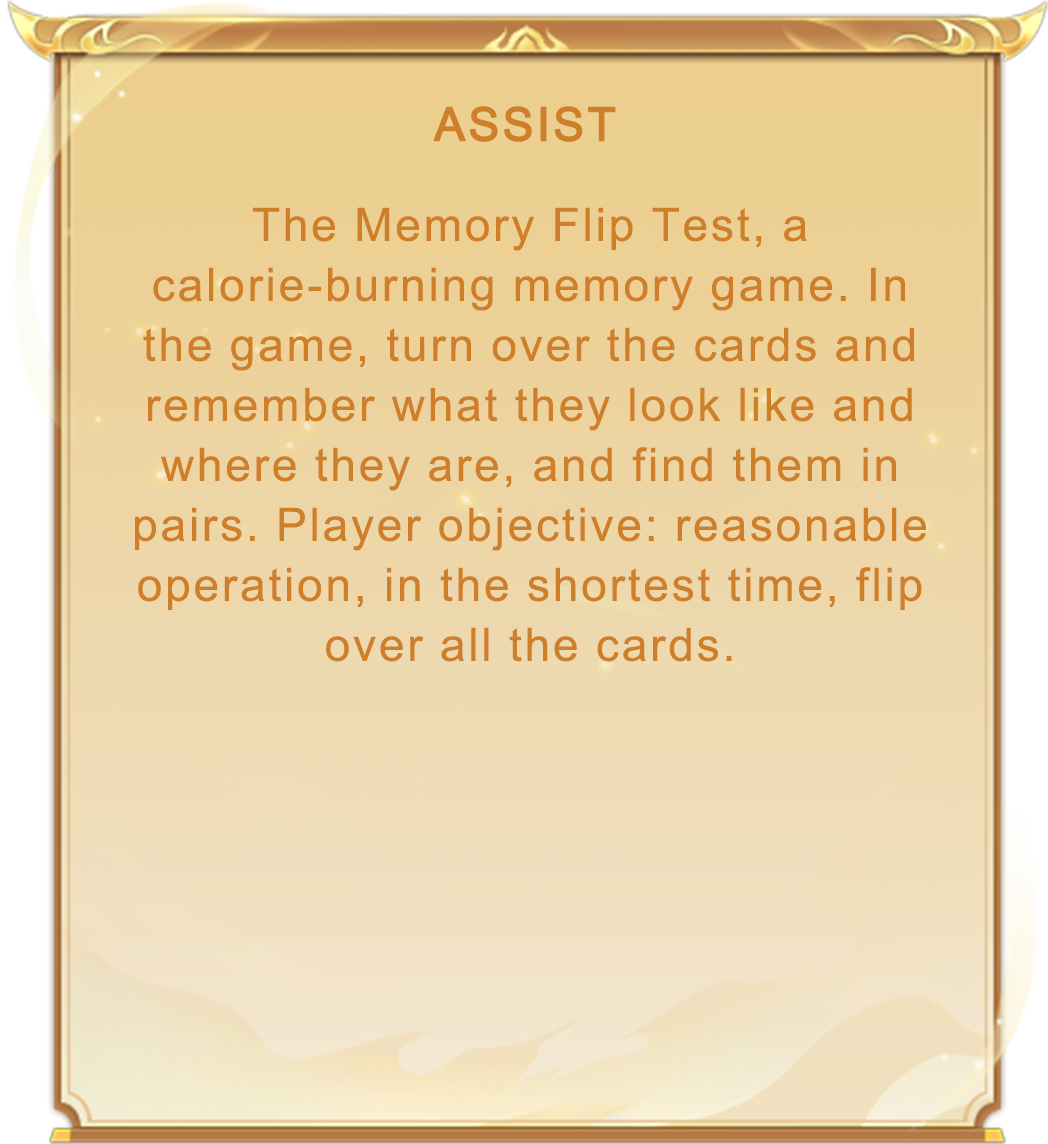 ASSIST
The Memory Flip Test, a
calorie-burning memory game. In
the game, turn over the cards and
remember what they look like and
where they are, and find them in
pairs. Player objective: reasonable
operation, in the shortest time, flip
over all the cards.